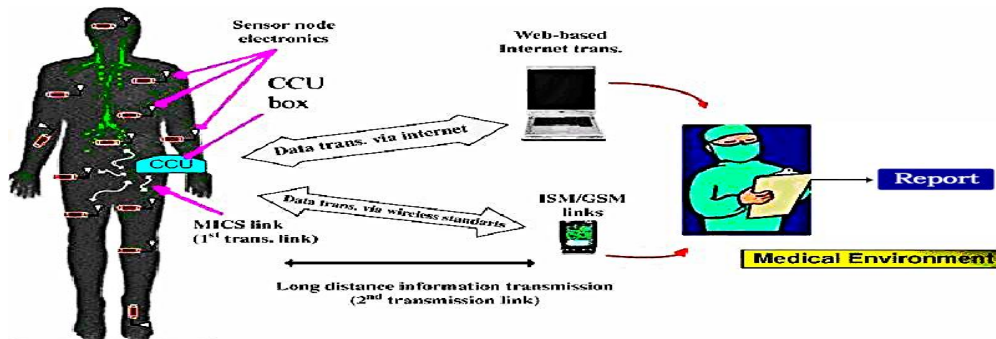 Sensor node
electronics
CCU
box
CCU
MICS link
(1st trans. link)
Web-based
Internet trans.
Data trans. via internet
Data trans. via wireless standarts
ISM/GSM
links
Long distance information transmission
(2nd transmission link)
Report
Medical Environment